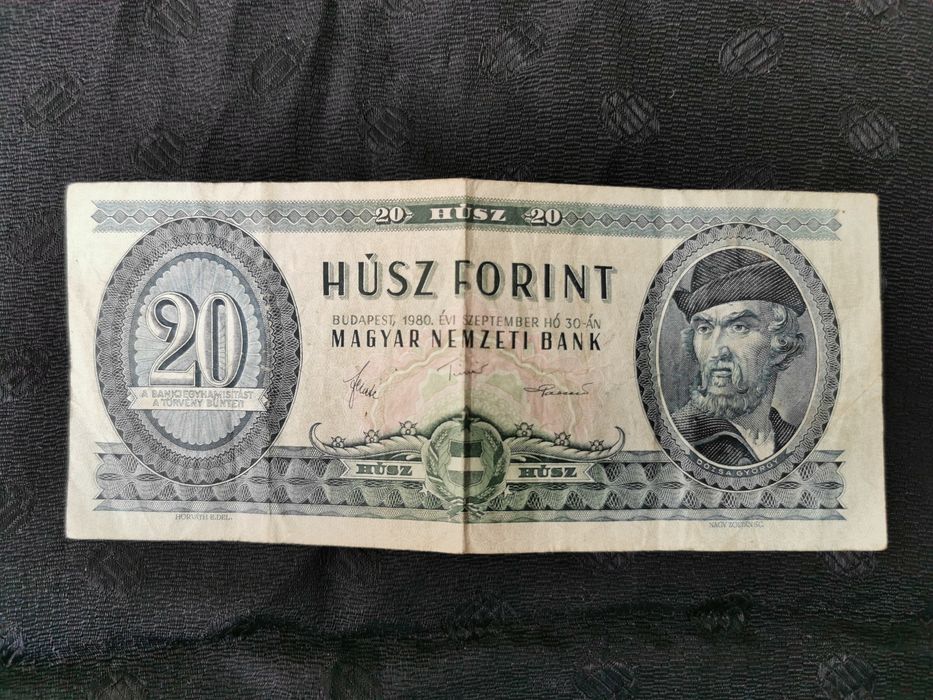 20 HÚSZ 20
HÚSZ FORINT
BUDAPEST, 1980. ÉVI SZEPTEMBER HÓ 30-ÁN
MAGYAR NEMZETI BANK
20
A BANKJEGYHAMISÍTÁST
A TÖRVÉNY BÜNTETI
HÚSZ HÚSZ
DÓZSA GYÖRGY
HORVÁTH E. DEL.
NAGY ZOLTÁN SC.